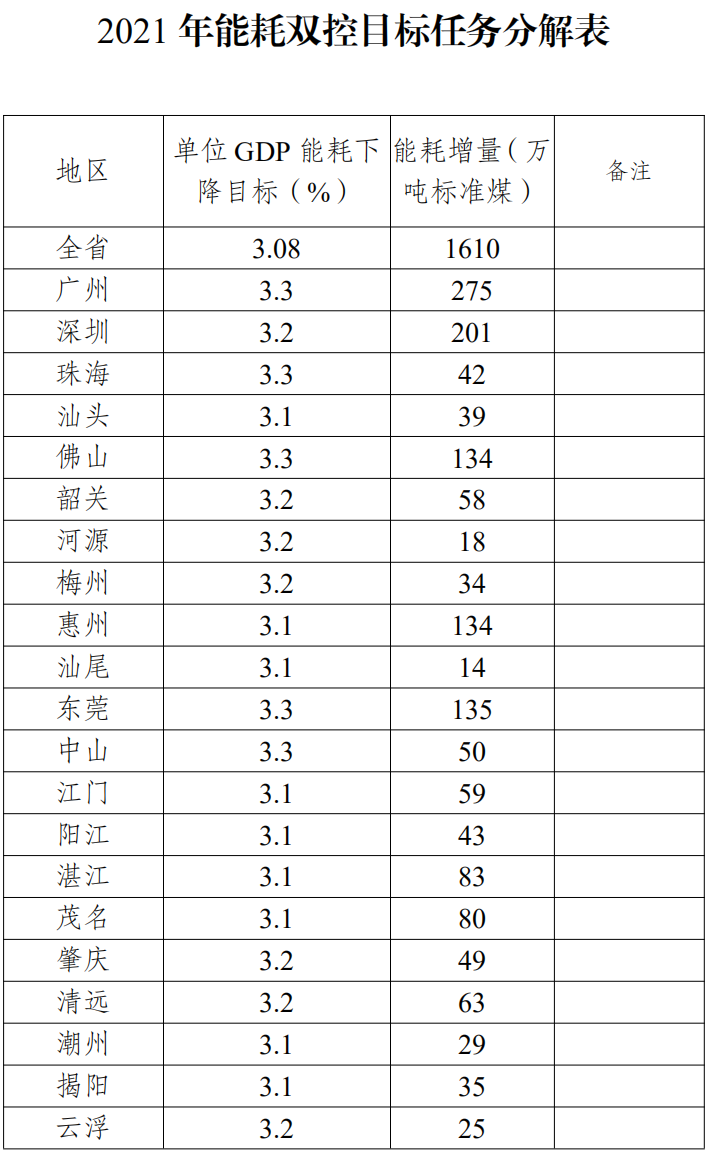 2021 年能耗双控目标任务分解表
地区 单位 GDP 能耗下降目标（%） 能耗增量（万吨标准煤） 备注
全省 3.08 1610
广州 3.3 275
深圳 3.2 201
珠海 3.3 42
汕头 3.1 39
佛山 3.3 134
韶关 3.2 58
河源 3.2 18
梅州 3.2 34
惠州 3.1 134
汕尾 3.1 14
东莞 3.3 135
中山 3.3 50
江门 3.1 59
阳江 3.1 43
湛江 3.1 83
茂名 3.1 80
肇庆 3.2 49
清远 3.2 63
潮州 3.1 29
揭阳 3.1 35
云浮 3.2 25